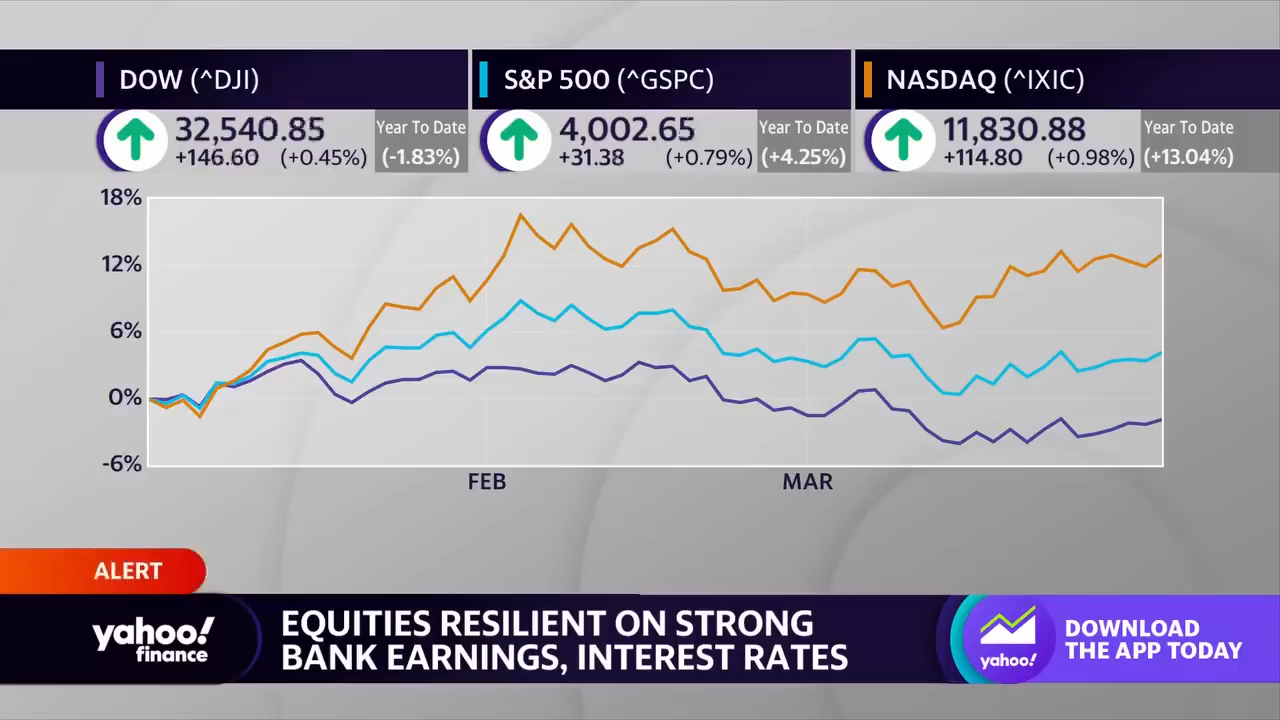 DOW (^DJI)
S&P 500 (^GSPC)
NASDAQ (^IXIC)
32,540.85
+146.60 (+0.45%)
Year To Date
(-1.83%)
4,002.65
+31.38 (+0.79%)
Year To Date
(+4.25%)
11,830.88
+114.80 (+0.98%)
Year To Date
(+13.04%)
18%
12%
6%
0%
-6%
FEB
MAR
ALERT
yahoo!
finance
EQUITIES RESILIENT ON STRONG
BANK EARNINGS, INTEREST RATES
yahoo!
DOWNLOAD
THE APP TODAY